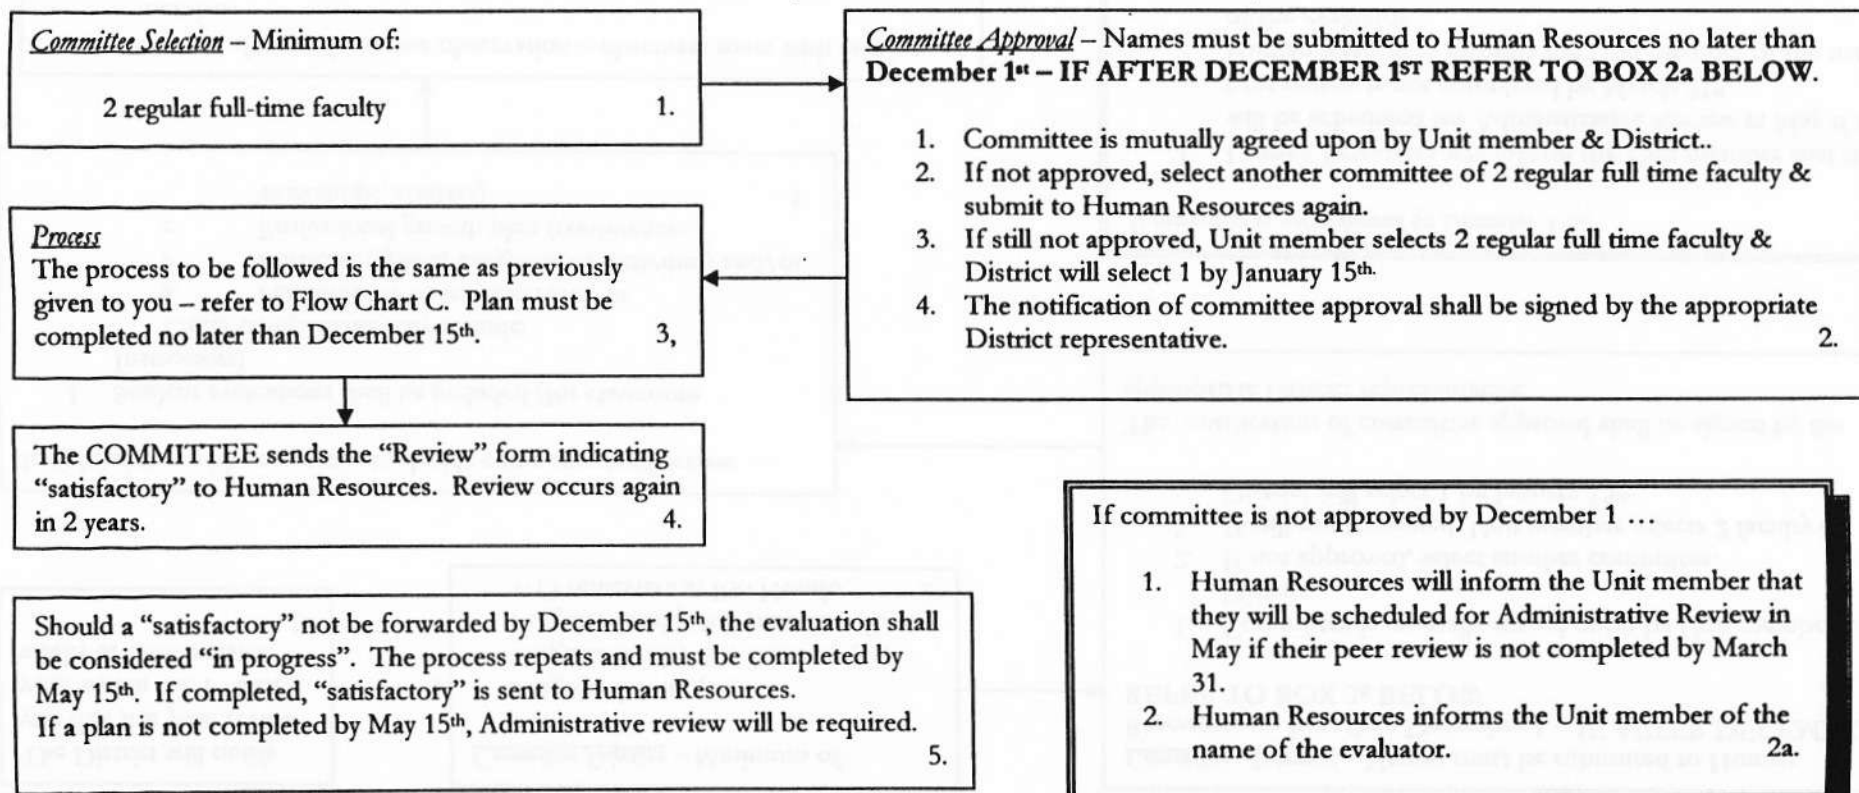 Committee Selection – Minimum of:
2 regular full-time faculty 1.
Committee Approval – Names must be submitted to Human Resources no later than
December 1st – IF AFTER DECEMBER 1ST REFER TO BOX 2a BELOW.
1. Committee is mutually agreed upon by Unit member & District..
2. If not approved, select another committee of 2 regular full time faculty &
submit to Human Resources again.
3. If still not approved, Unit member selects 2 regular full time faculty &
District will select 1 by January 15th.
4. The notification of committee approval shall be signed by the appropriate
District representative. 2.
Process
The process to be followed is the same as previously
given to you – refer to Flow Chart C. Plan must be
completed no later than December 15th. 3,
The COMMITTEE sends the “Review” form indicating
“satisfactory” to Human Resources. Review occurs again
in 2 years. 4.
Should a “satisfactory” not be forwarded by December 15th, the evaluation shall
be considered “in progress”. The process repeats and must be completed by
May 15th. If completed, “satisfactory” is sent to Human Resources.
If a plan is not completed by May 15th, Administrative review will be required.
5.
If committee is not approved by December 1 …
1. Human Resources will inform the Unit member that
they will be scheduled for Administrative Review in
May if their peer review is not completed by March
31.
2. Human Resources informs the Unit member of the
name of the evaluator. 2a.